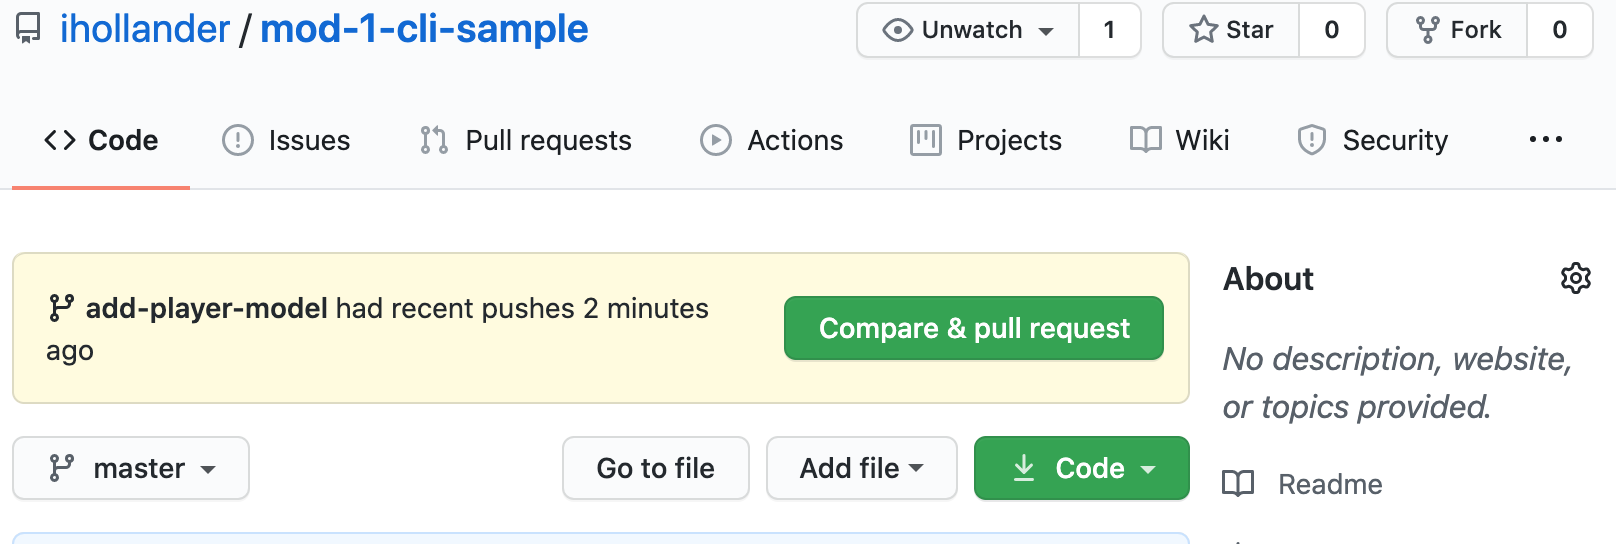 ihollander / mod-1-cli-sample Unwatch 1 Star 0 Fork 0
Code Issues Pull requests Actions Projects Wiki Security ...
add-player-model had recent pushes 2 minutes
ago
Compare & pull request
About
No description, website,
or topics provided.
master Go to file Add file Code
Readme